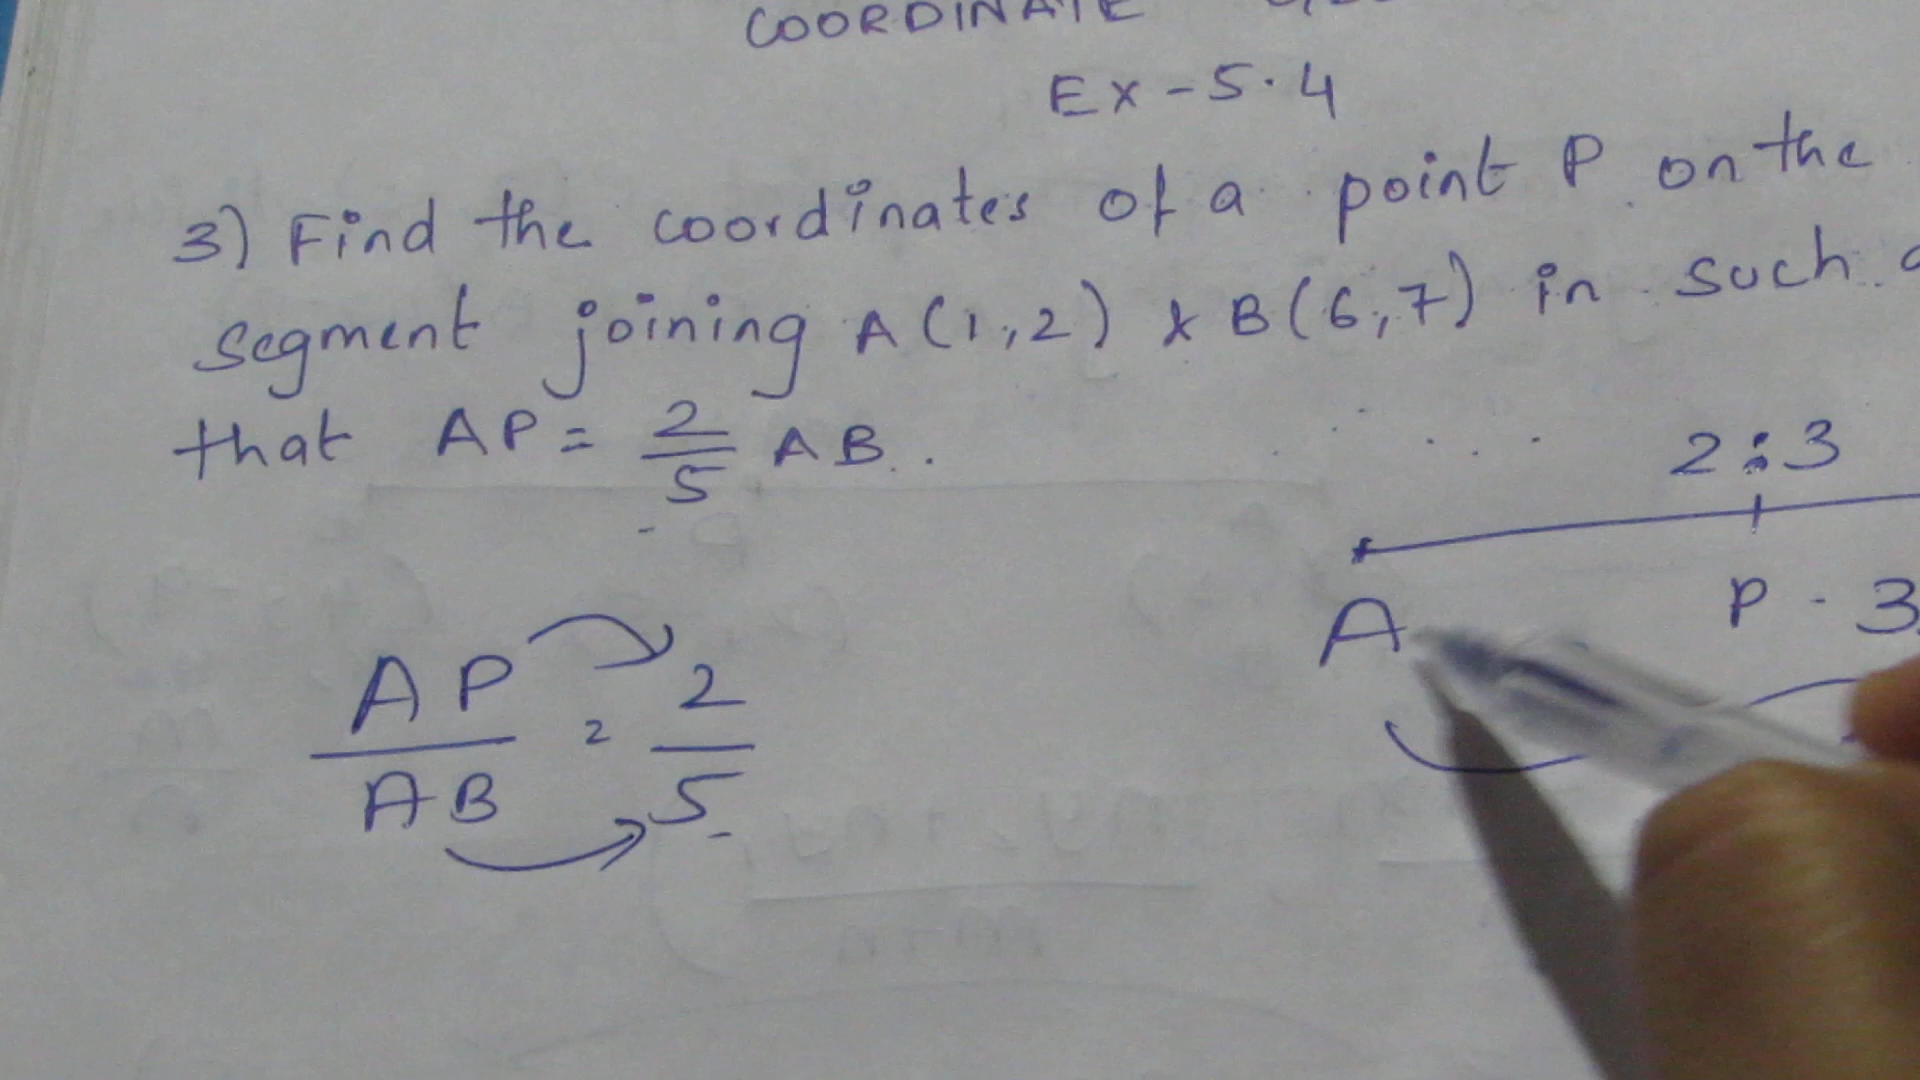 COORDINATE
Ex-5.4
3) Find the coordinates of a point P on the
segment joining A(1,2) & B(6,7) in such
that AP = 2/5 AB.
2:3
A P 3
AP/AB = 2/5